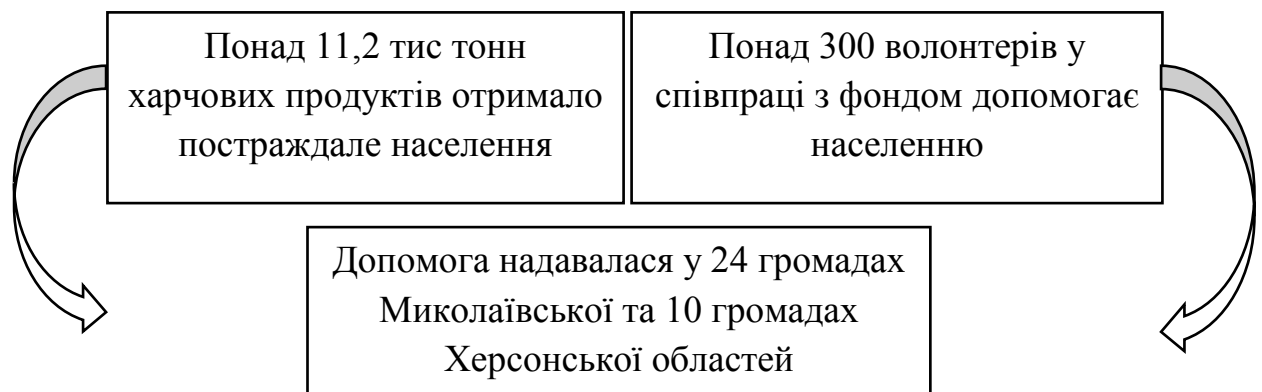 Понад 11,2 тис тонн
харчових продуктів отримало
постраждале населення
Понад 300 волонтерів у
співпраці з фондом допомогає
населенню
Допомога надавалася у 24 громадах
Миколаївської та 10 громадах
Херсонської областей